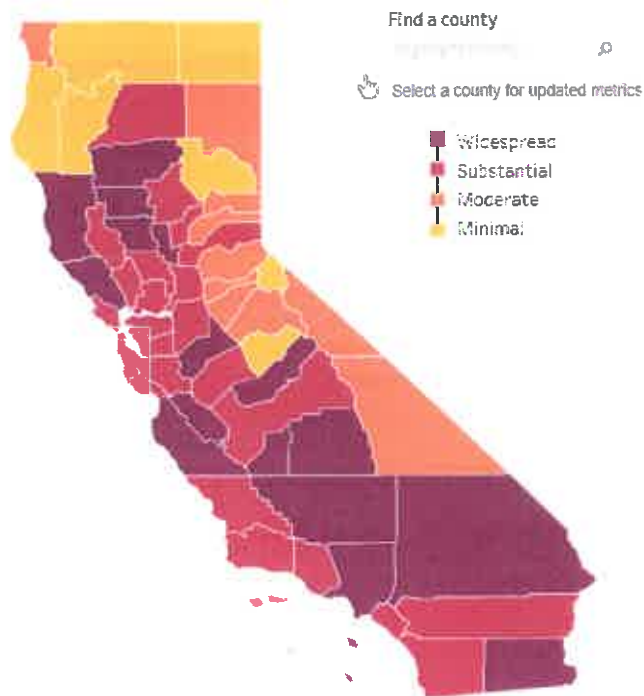 Find a county
Select a county for updated metrics
Widespread
Substantial
Moderate
Minimal